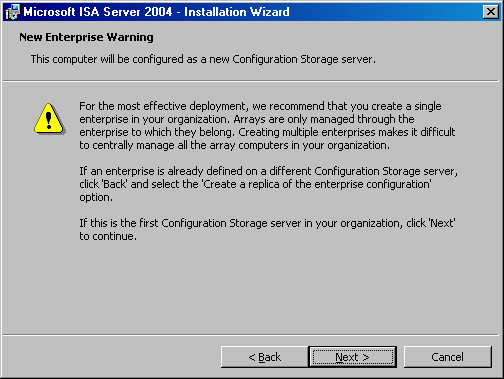 Microsoft ISA Server 2004 - Installation Wizard
New Enterprise Warning
This computer will be configured as a new Configuration Storage server.
For the most effective deployment, we recommend that you create a single
enterprise in your organization. Arrays are only managed through the
enterprise to which they belong. Creating multiple enterprises makes it difficult
to centrally manage all the array computers in your organization.
If an enterprise is already defined on a different Configuration Storage server,
click 'Back' and select the 'Create a replica of the enterprise configuration'
option.
If this is the first Configuration Storage server in your organization, click 'Next'
to continue.
< Back
Next >
Cancel